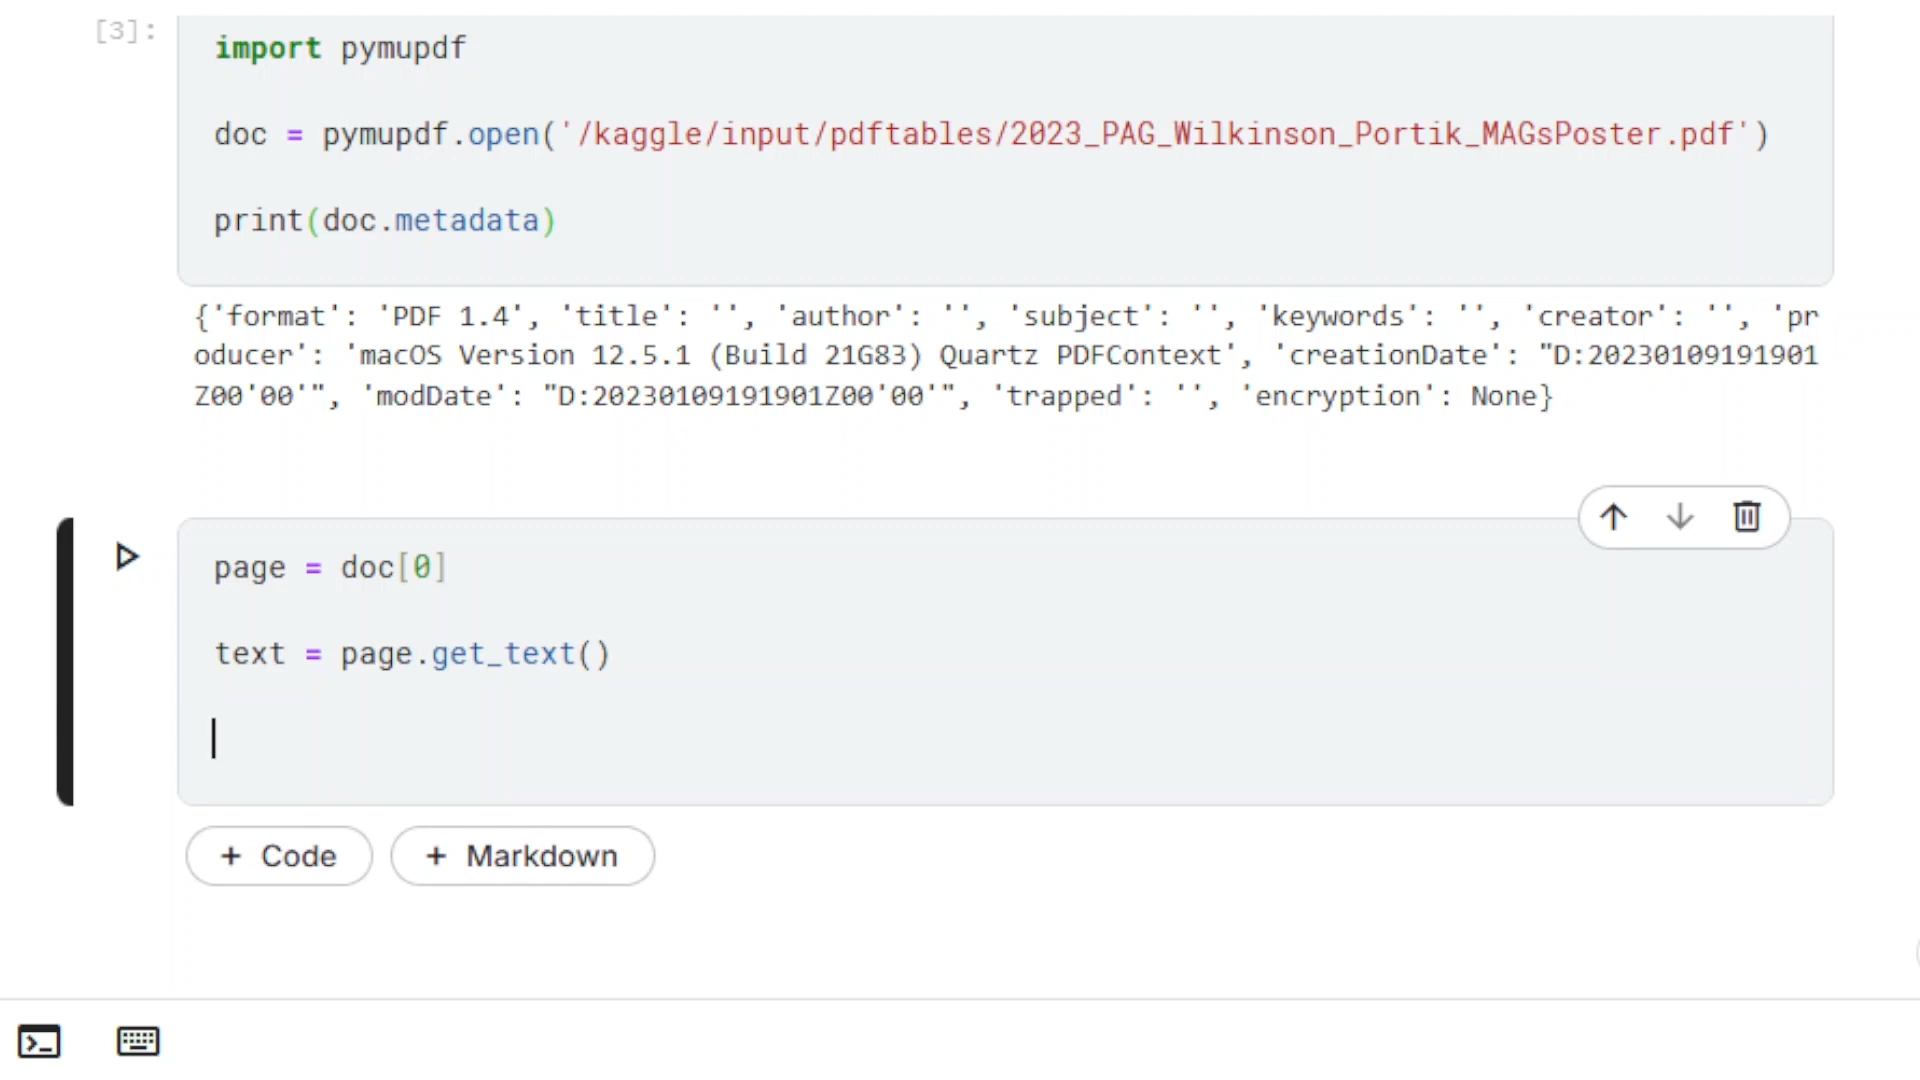 [3]:
import pymupdf
doc = pymupdf.open('/kaggle/input/pdftables/2023_PAG_Wilkinson_Portik_MAGsPoster.pdf')
print(doc.metadata)
{'format': 'PDF 1.4', 'title': '', 'author': '', 'subject': '', 'keywords': '', 'creator': '', 'pr
oducer': 'macOS Version 12.5.1 (Build 21G83) Quartz PDFContext', 'creationDate': "D:20230109191901
Z00'00'", 'modDate': "D:20230109191901Z00'00'", 'trapped': '', 'encryption': None}
page = doc[0]
text = page.get_text()
+ Code + Markdown